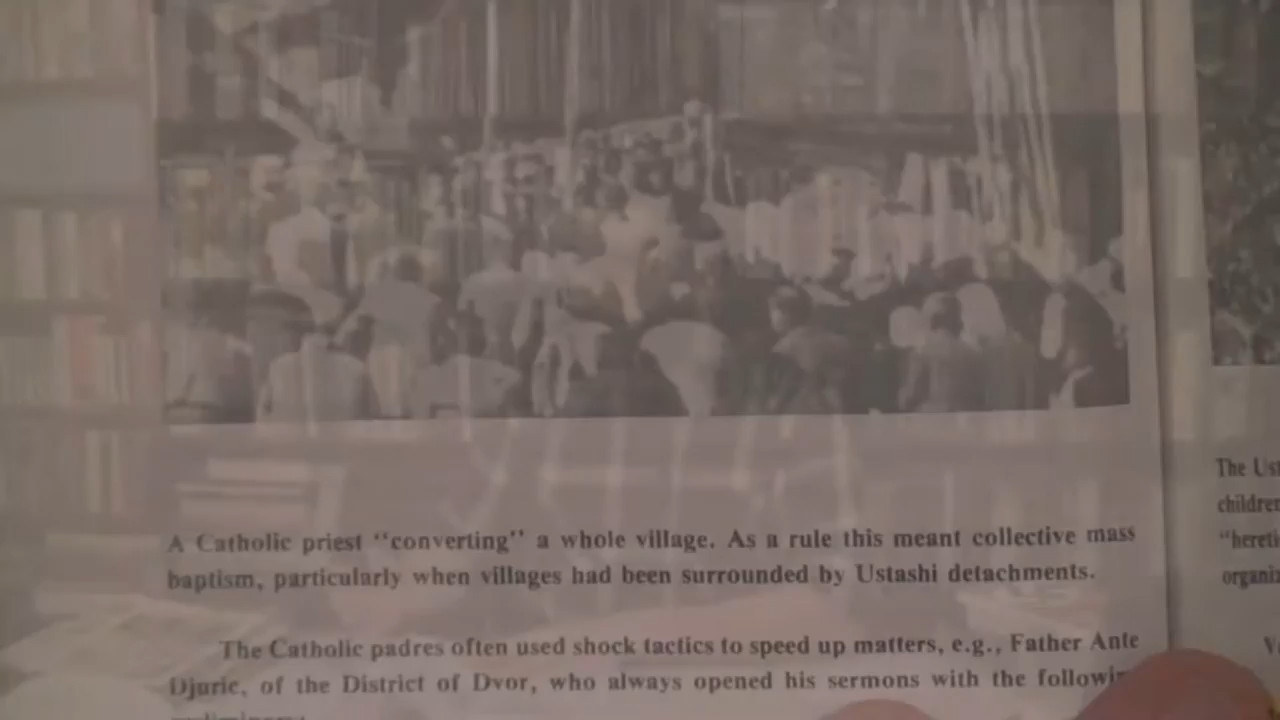 A Catholic priest “converting” a whole village. As a rule this meant collective mass
baptism, particularly when villages had been surrounded by Ustashi detachments.
The Catholic padres often used shock tactics to speed up matters, e.g., Father Ante
Djuric, of the District of Dvor, who always opened his sermons with the
The
children
organiz